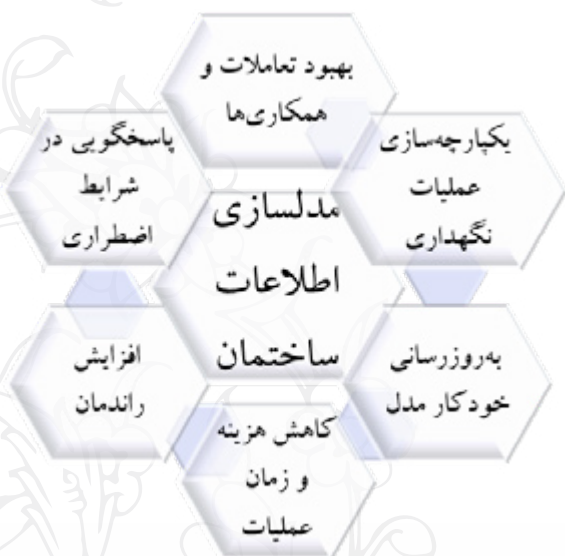 بهبود تعاملات و
همکاری‌ها
یکپارچه‌سازی
عملیات
نگهداری
پاسخگویی در
شرایط
اضطراری
مدلسازی
اطلاعات
ساختمان
به‌روزرسانی
خودکار مدل
افزایش
راندمان
کاهش هزینه
و زمان
عملیات